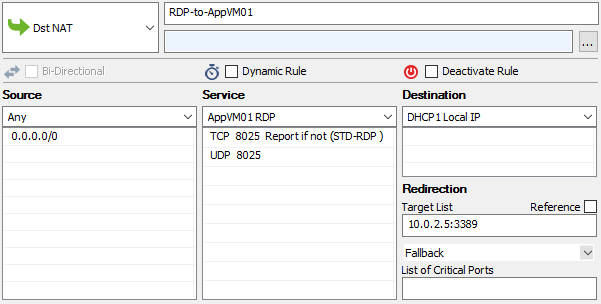 Dst NAT
RDP-to-AppVM01
...
Bi-Directional
Dynamic Rule
Deactivate Rule
Source
Any
0.0.0.0/0
Service
AppVM01 RDP
TCP 8025 Report if not (STD-RDP )
UDP 8025
Destination
DHCP1 Local IP
Redirection
Target List
Reference
10.0.2.5:3389
Fallback
List of Critical Ports